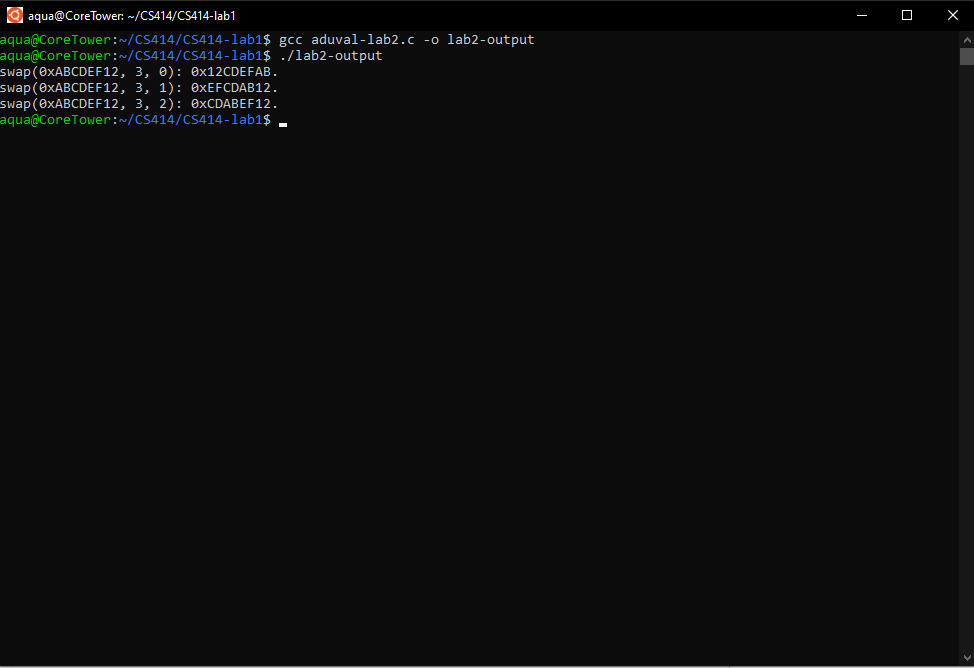 aqua@CoreTower: ~/CS414/CS414-lab1
aqua@CoreTower:~/CS414/CS414-lab1$ gcc aduval-lab2.c -o lab2-output
aqua@CoreTower:~/CS414/CS414-lab1$ ./lab2-output
swap(0xABCDEF12, 3, 0): 0x12CDEFAB.
swap(0xABCDEF12, 3, 1): 0xEFCDAB12.
swap(0xABCDEF12, 3, 2): 0xCDABEF12.
aqua@CoreTower:~/CS414/CS414-lab1$